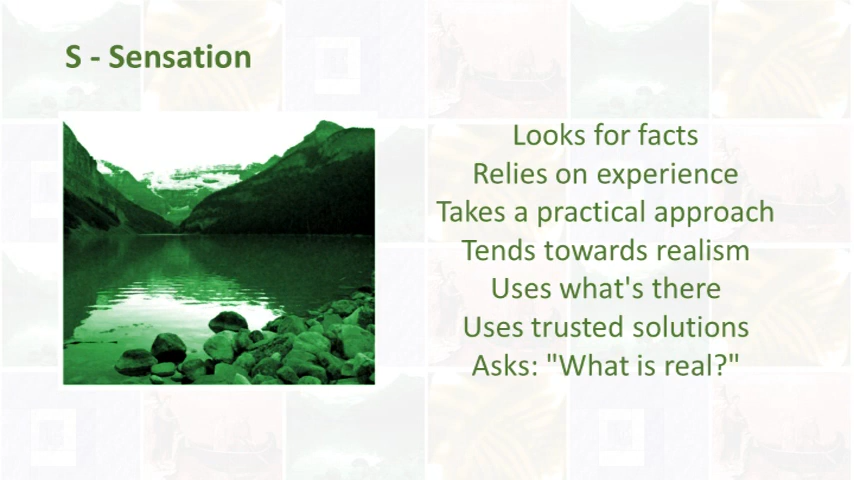 S - Sensation
Looks for facts
Relies on experience
Takes a practical approach
Tends towards realism
Uses what's there
Uses trusted solutions
Asks: "What is real?"